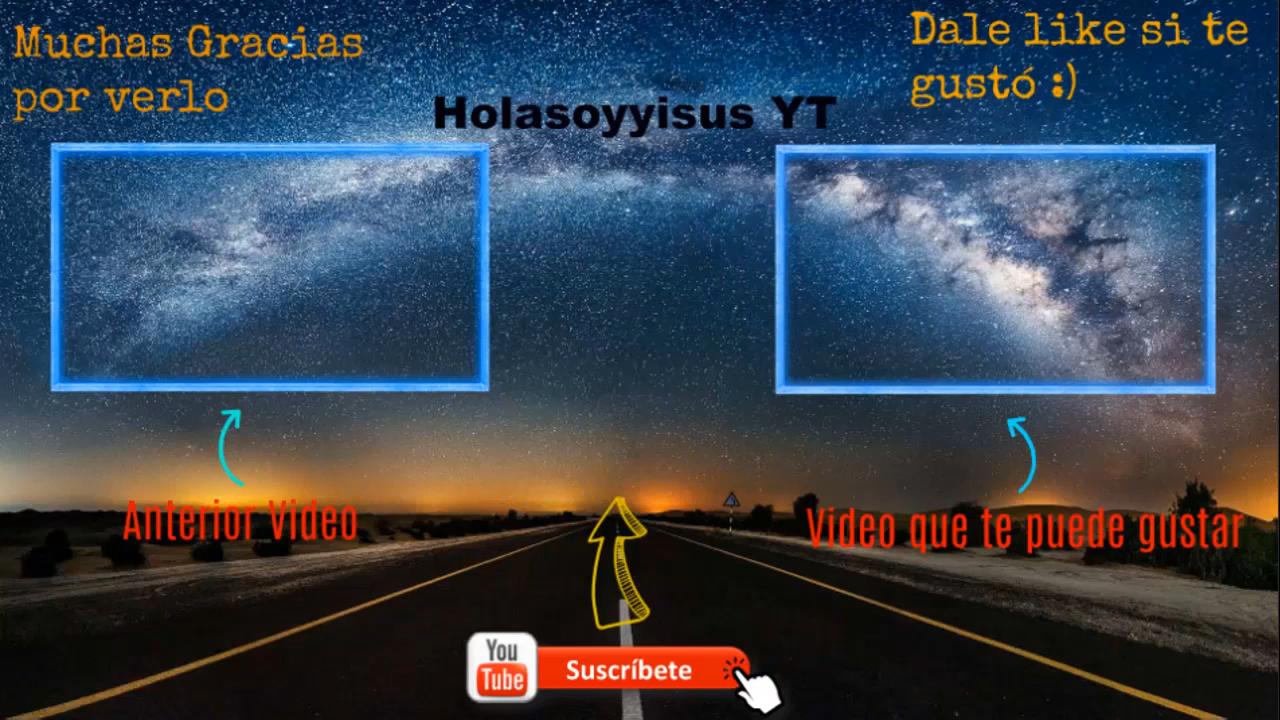 Muchas Gracias
por verlo
Dale like si te
gustó :)
Holasoyyisus YT
Anterior Video
Video que te puede gustar
You
Tube
Suscríbete